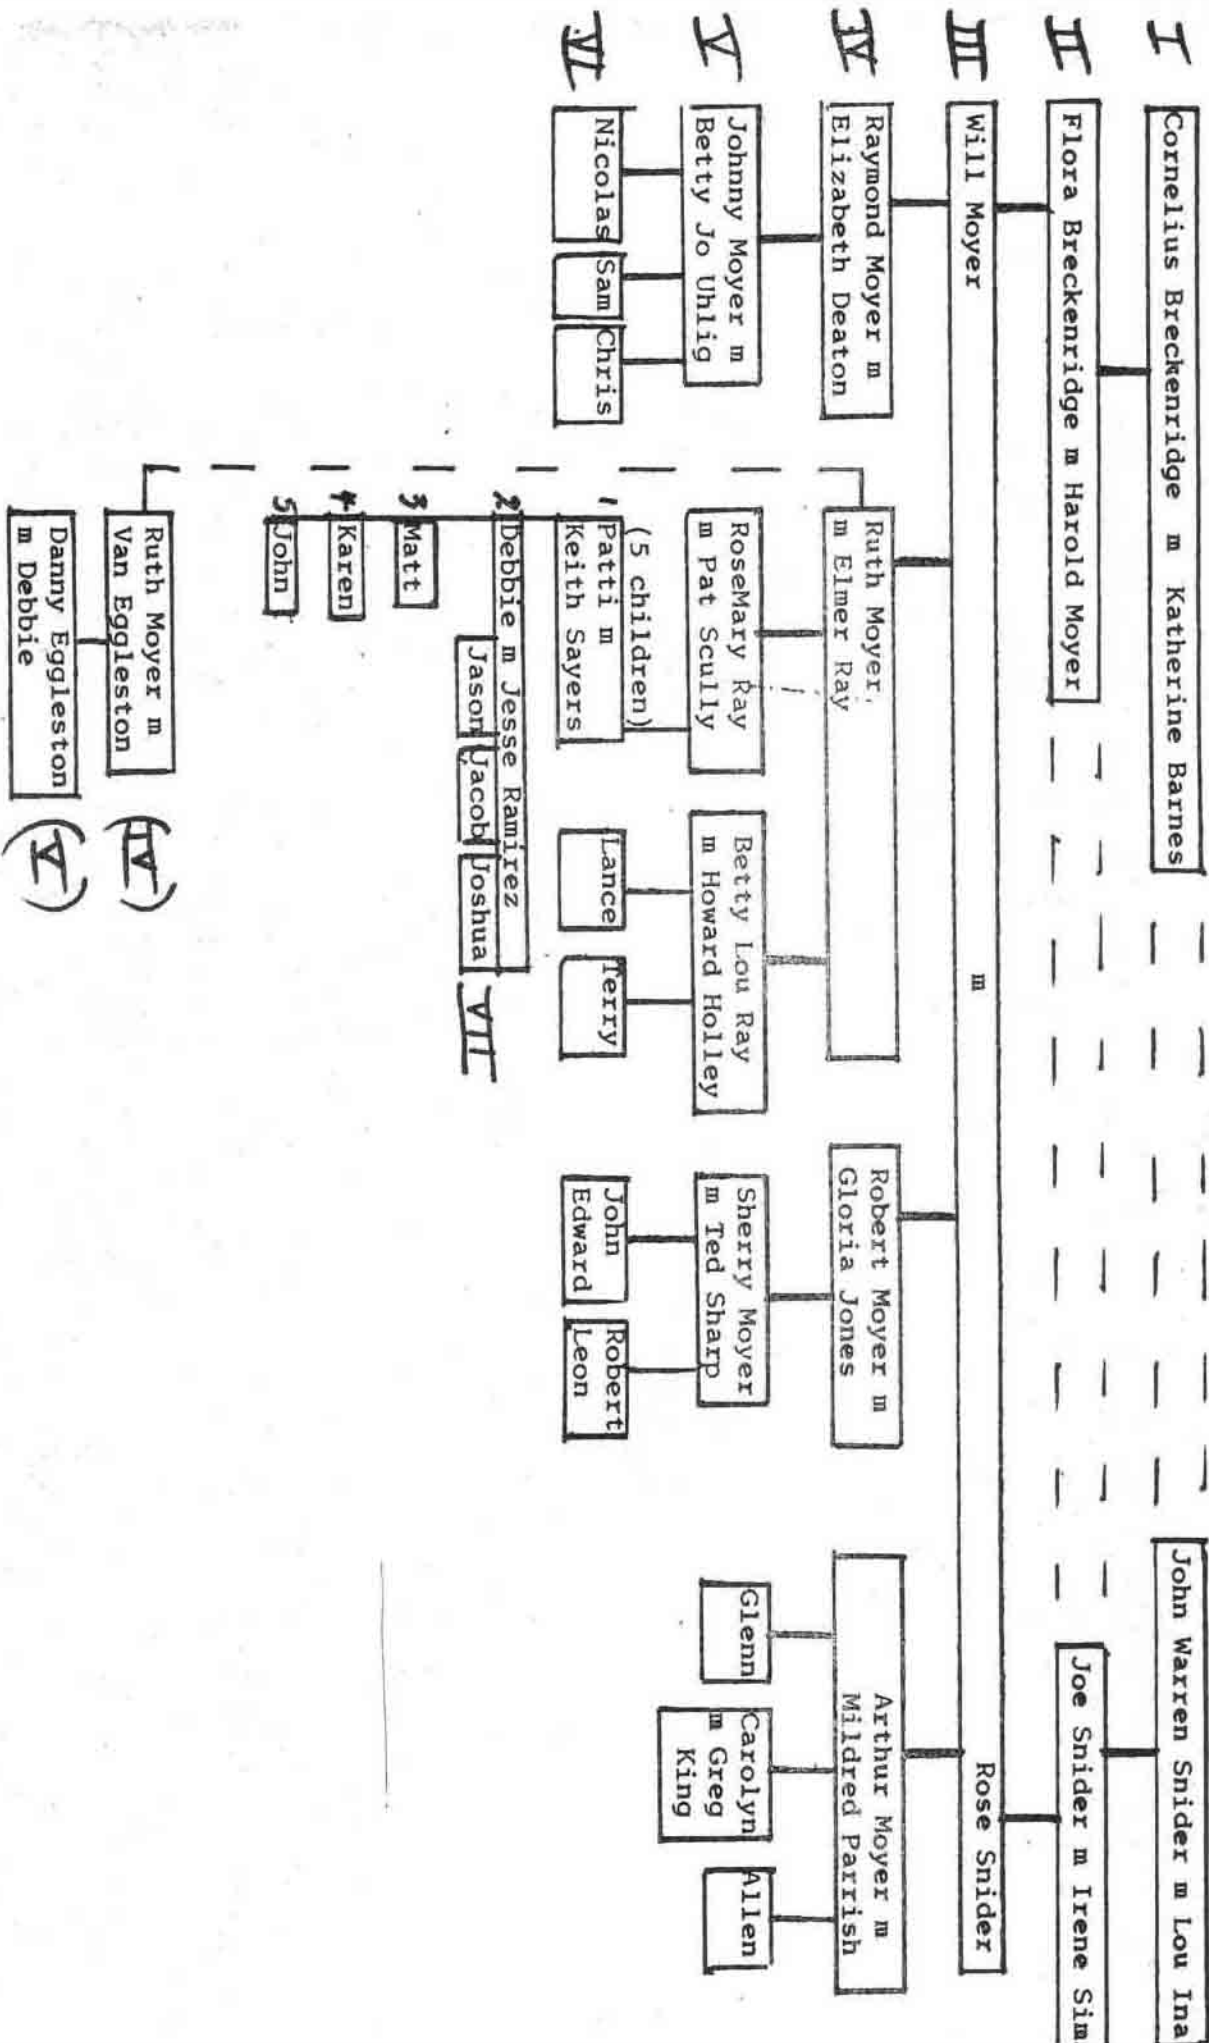 I
Cornelius Breckenridge m Katherine Barnes
John Warren Snider m Lou Ina
II
Flora Breckenridge m Harold Moyer
Joe Snider m Irene Sim
III
Will Moyer m Rose Snider
IV
Raymond Moyer m
Elizabeth Deaton
Ruth Moyer
m Elmer Ray
Robert Moyer m
Gloria Jones
Arthur Moyer m
Mildred Parrish
V
Johnny Moyer m
Betty Jo Uhlig
RoseMary Ray
m Pat Scully
Betty Lou Ray
m Howard Holley
Sherry Moyer
m Ted Sharp
Glenn
Carolyn
m Greg
King
Allen
VI
Nicolas
Sam
Chris
(5 children)
1 Patti m
Keith Sayers
Lance
Terry
John
Edward
Robert
Leon
2 Debbie m Jesse Ramirez
Jason
Jacob
Joshua
VII
3 Matt
4 Karen
5 John
Ruth Moyer m
Van Eggleston
(IV)
Danny Eggleston
m Debbie
(V)